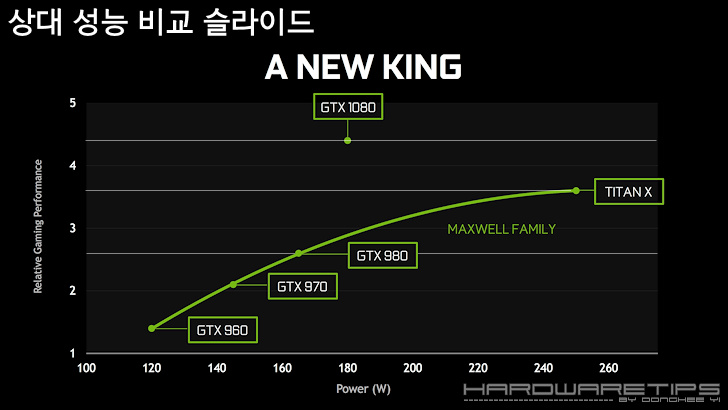 상대 성능 비교 슬라이드
A NEW KING
5
GTX 1080
4
TITAN X
Relative Gaming Performance
3
MAXWELL FAMILY
GTX 980
2
GTX 970
GTX 960
1
100 120 140 160 180 200 220 240 260
Power (W)
HARDWARETIPS
BY DONGHEE YI